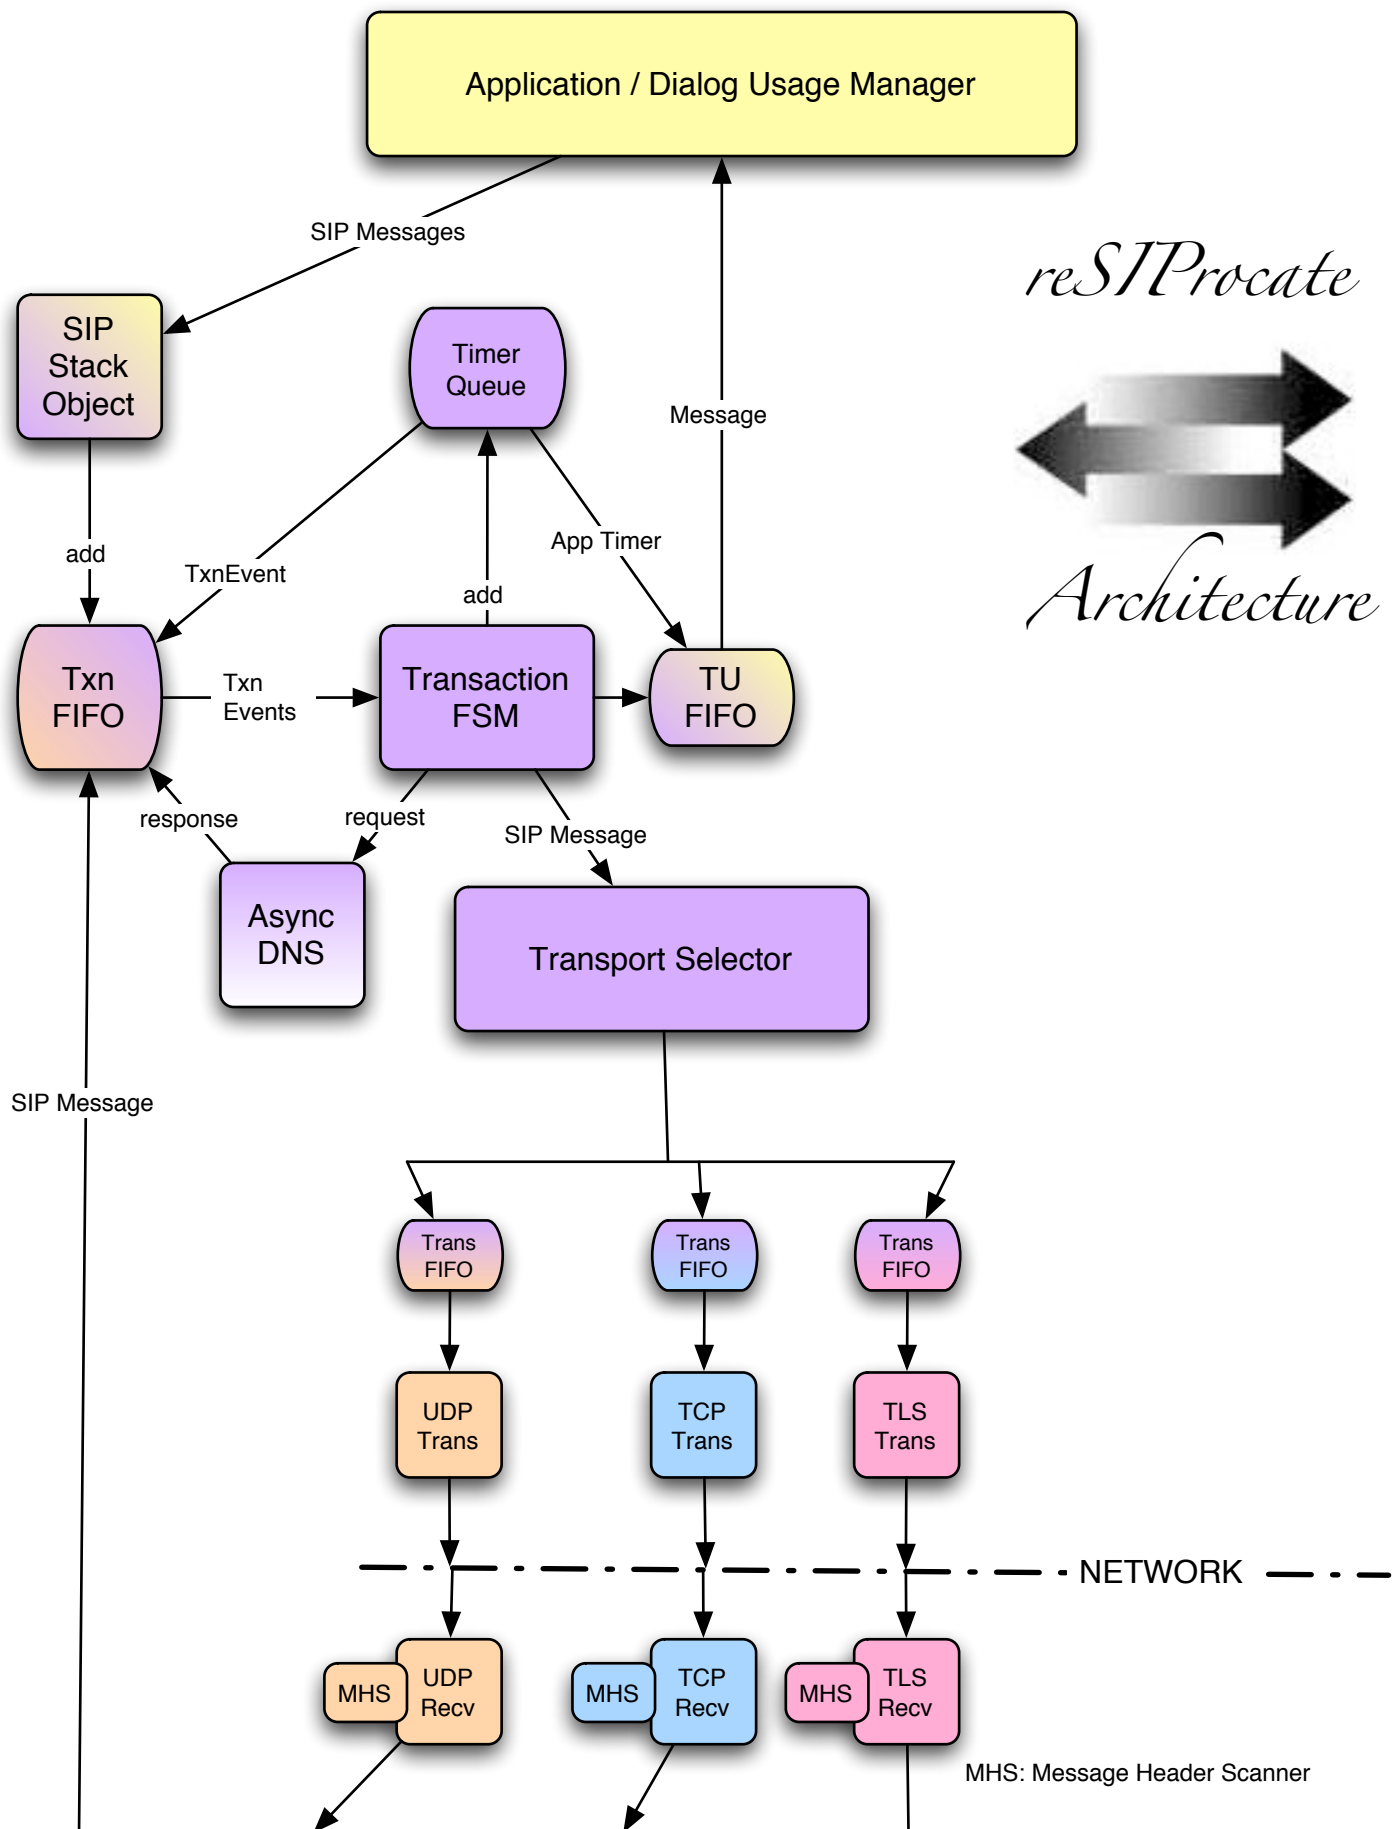 Application / Dialog Usage Manager
SIP Messages
reSIProcate
SIP
Stack
Object
Timer
Queue
Message
add
TxnEvent
App Timer
add
Architecture
Txn
FIFO
Txn
Events
Transaction
FSM
TU
FIFO
response
request
SIP Message
Async
DNS
Transport Selector
SIP Message
Trans
FIFO
Trans
FIFO
Trans
FIFO
UDP
Trans
TCP
Trans
TLS
Trans
NETWORK
MHS
UDP
Recv
MHS
TCP
Recv
MHS
TLS
Recv
MHS: Message Header Scanner